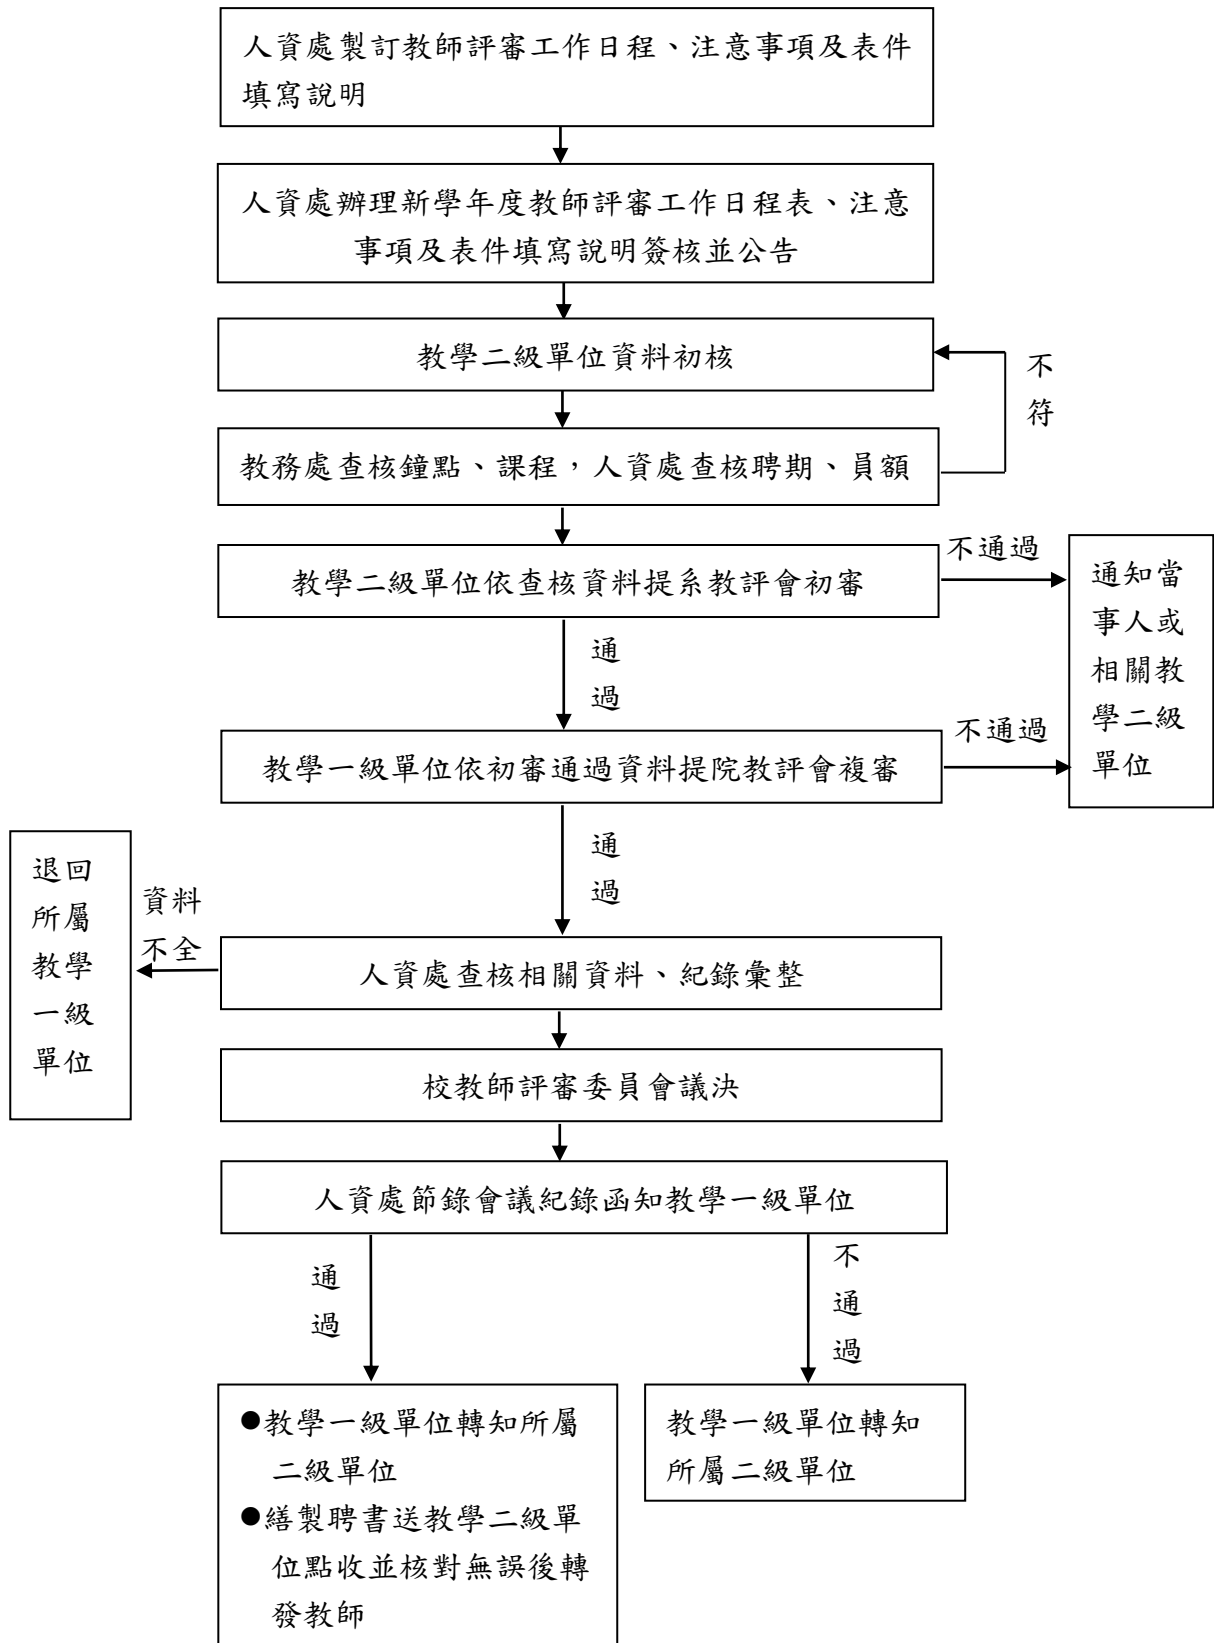 人資處製訂教師評審工作日程、注意事項及表件
填寫說明
人資處辦理新學年度教師評審工作日程表、注意
事項及表件填寫說明簽核並公告
教學二級單位資料初核
不
符
教務處查核鐘點、課程，人資處查核聘期、員額
教學二級單位依查核資料提系教評會初審
不通過
通知當
事人或
相關教
學二級
單位
通
過
教學一級單位依初審通過資料提院教評會複審
不通過
通
過
退回
所屬
教學
一級
單位
資料
不全
人資處查核相關資料、紀錄彙整
校教師評審委員會議決
人資處節錄會議紀錄函知教學一級單位
通
過
不
通
過
●教學一級單位轉知所屬
二級單位
●繕製聘書送教學二級單
位點收並核對無誤後轉
發教師
教學一級單位轉知
所屬二級單位